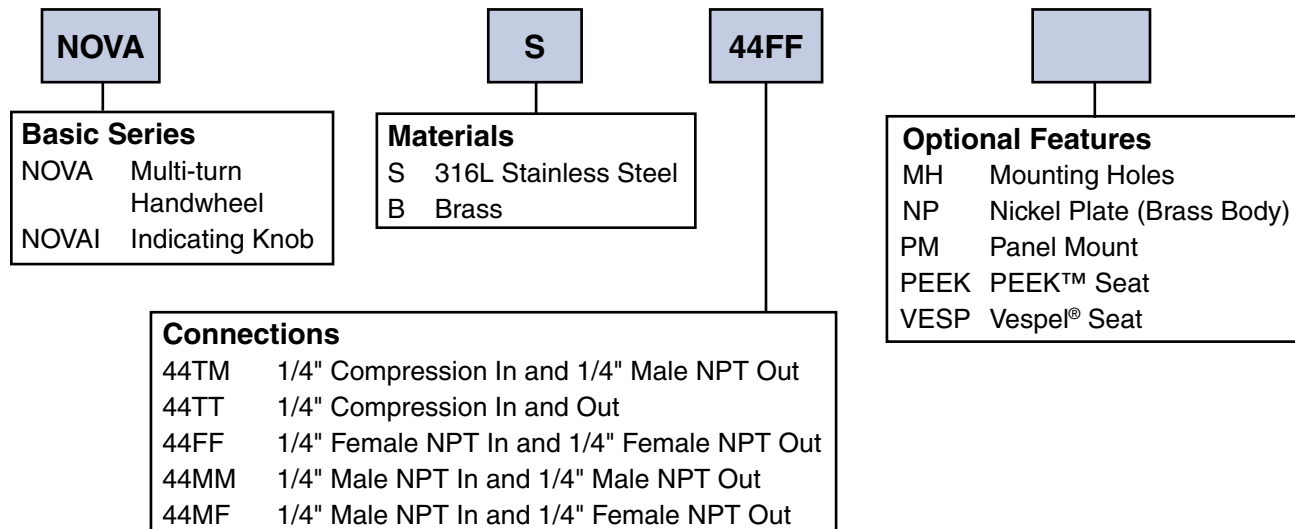 NOVA S 44FF
Basic Series
NOVA Multi-turn
Handwheel
NOVAI Indicating Knob
Materials
S 316L Stainless Steel
B Brass
Optional Features
MH Mounting Holes
NP Nickel Plate (Brass Body)
PM Panel Mount
PEEK PEEK™ Seat
VESP Vespel® Seat
Connections
44TM 1/4" Compression In and 1/4" Male NPT Out
44TT 1/4" Compression In and Out
44FF 1/4" Female NPT In and 1/4" Female NPT Out
44MM 1/4" Male NPT In and 1/4" Male NPT Out
44MF 1/4" Male NPT In and 1/4" Female NPT Out